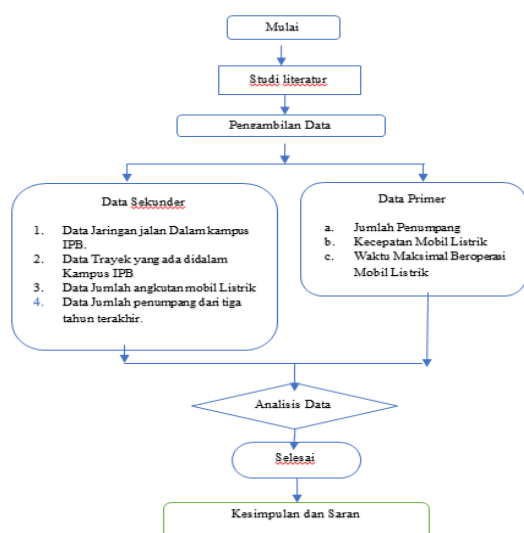 Mulai
Studi literatur
Pengambilan Data
Data Sekunder
1. Data Jaringan jalan Dalam kampus
IPB.
2. Data Trayek yang ada didalam
Kampus IPB
3. Data Jumlah angkutan mobil Listrik
4. Data Jumlah penumpang dari tiga
tahun terakhir.
Data Primer
a. Jumlah Penumpang
b. Kecepatan Mobil Listrik
c. Waktu Maksimal Beroperasi
Mobil Listrik
Analisis Data
Selesai
Kesimpulan dan Saran